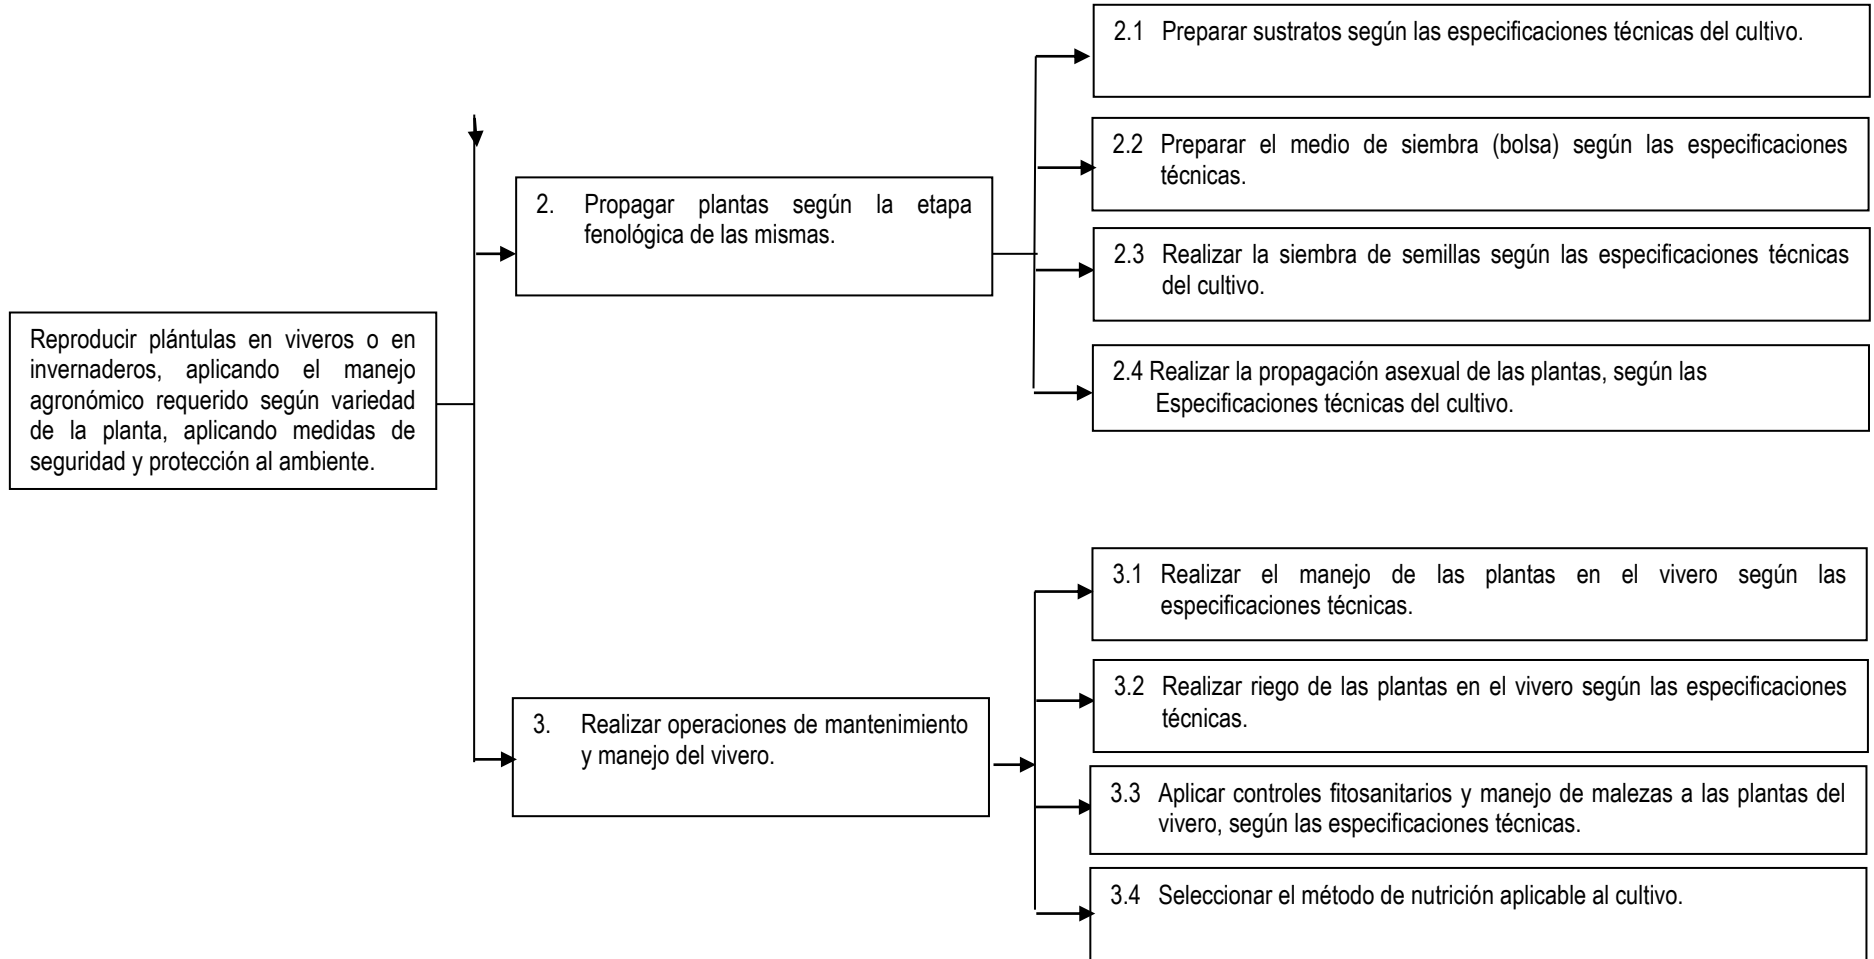 2.1 Preparar sustratos según las especificaciones técnicas del cultivo.
2.2 Preparar el medio de siembra (bolsa) según las especificaciones
técnicas.
2. Propagar plantas según la etapa
fenológica de las mismas.
2.3 Realizar la siembra de semillas según las especificaciones técnicas
del cultivo.
2.4 Realizar la propagación asexual de las plantas, según las
Especificaciones técnicas del cultivo.
Reproducir plántulas en viveros o en
invernaderos, aplicando el manejo
agronómico requerido según variedad
de la planta, aplicando medidas de
seguridad y protección al ambiente.
3.1 Realizar el manejo de las plantas en el vivero según las
especificaciones técnicas.
3.2 Realizar riego de las plantas en el vivero según las especificaciones
técnicas.
3. Realizar operaciones de mantenimiento
y manejo del vivero.
3.3 Aplicar controles fitosanitarios y manejo de malezas a las plantas del
vivero, según las especificaciones técnicas.
3.4 Seleccionar el método de nutrición aplicable al cultivo.